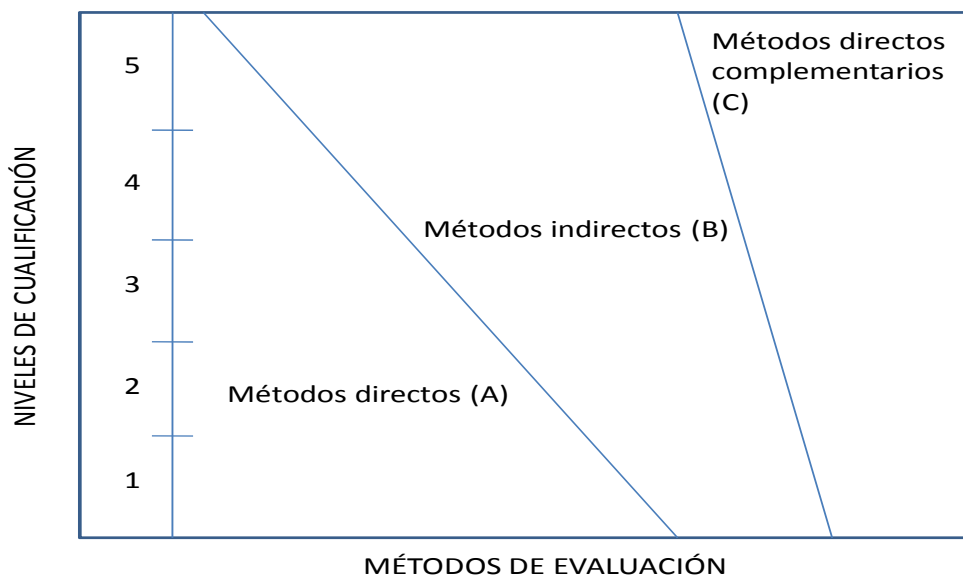 NIVELES DE CUALIFICACIÓN
5
4
3
2
1
Métodos directos
complementarios
(C)
Métodos indirectos (B)
Métodos directos (A)
MÉTODOS DE EVALUACIÓN